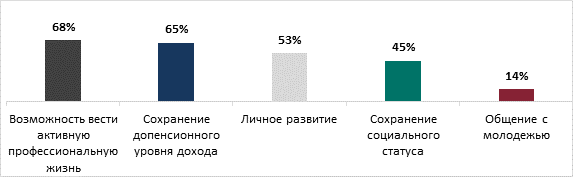 68%
65%
53%
45%
14%
Возможность вести
активную
профессиональную
жизнь
Сохранение
допенсионного
уровня дохода
Личное развитие
Сохранение
социального
статуса
Общение с
молодежью